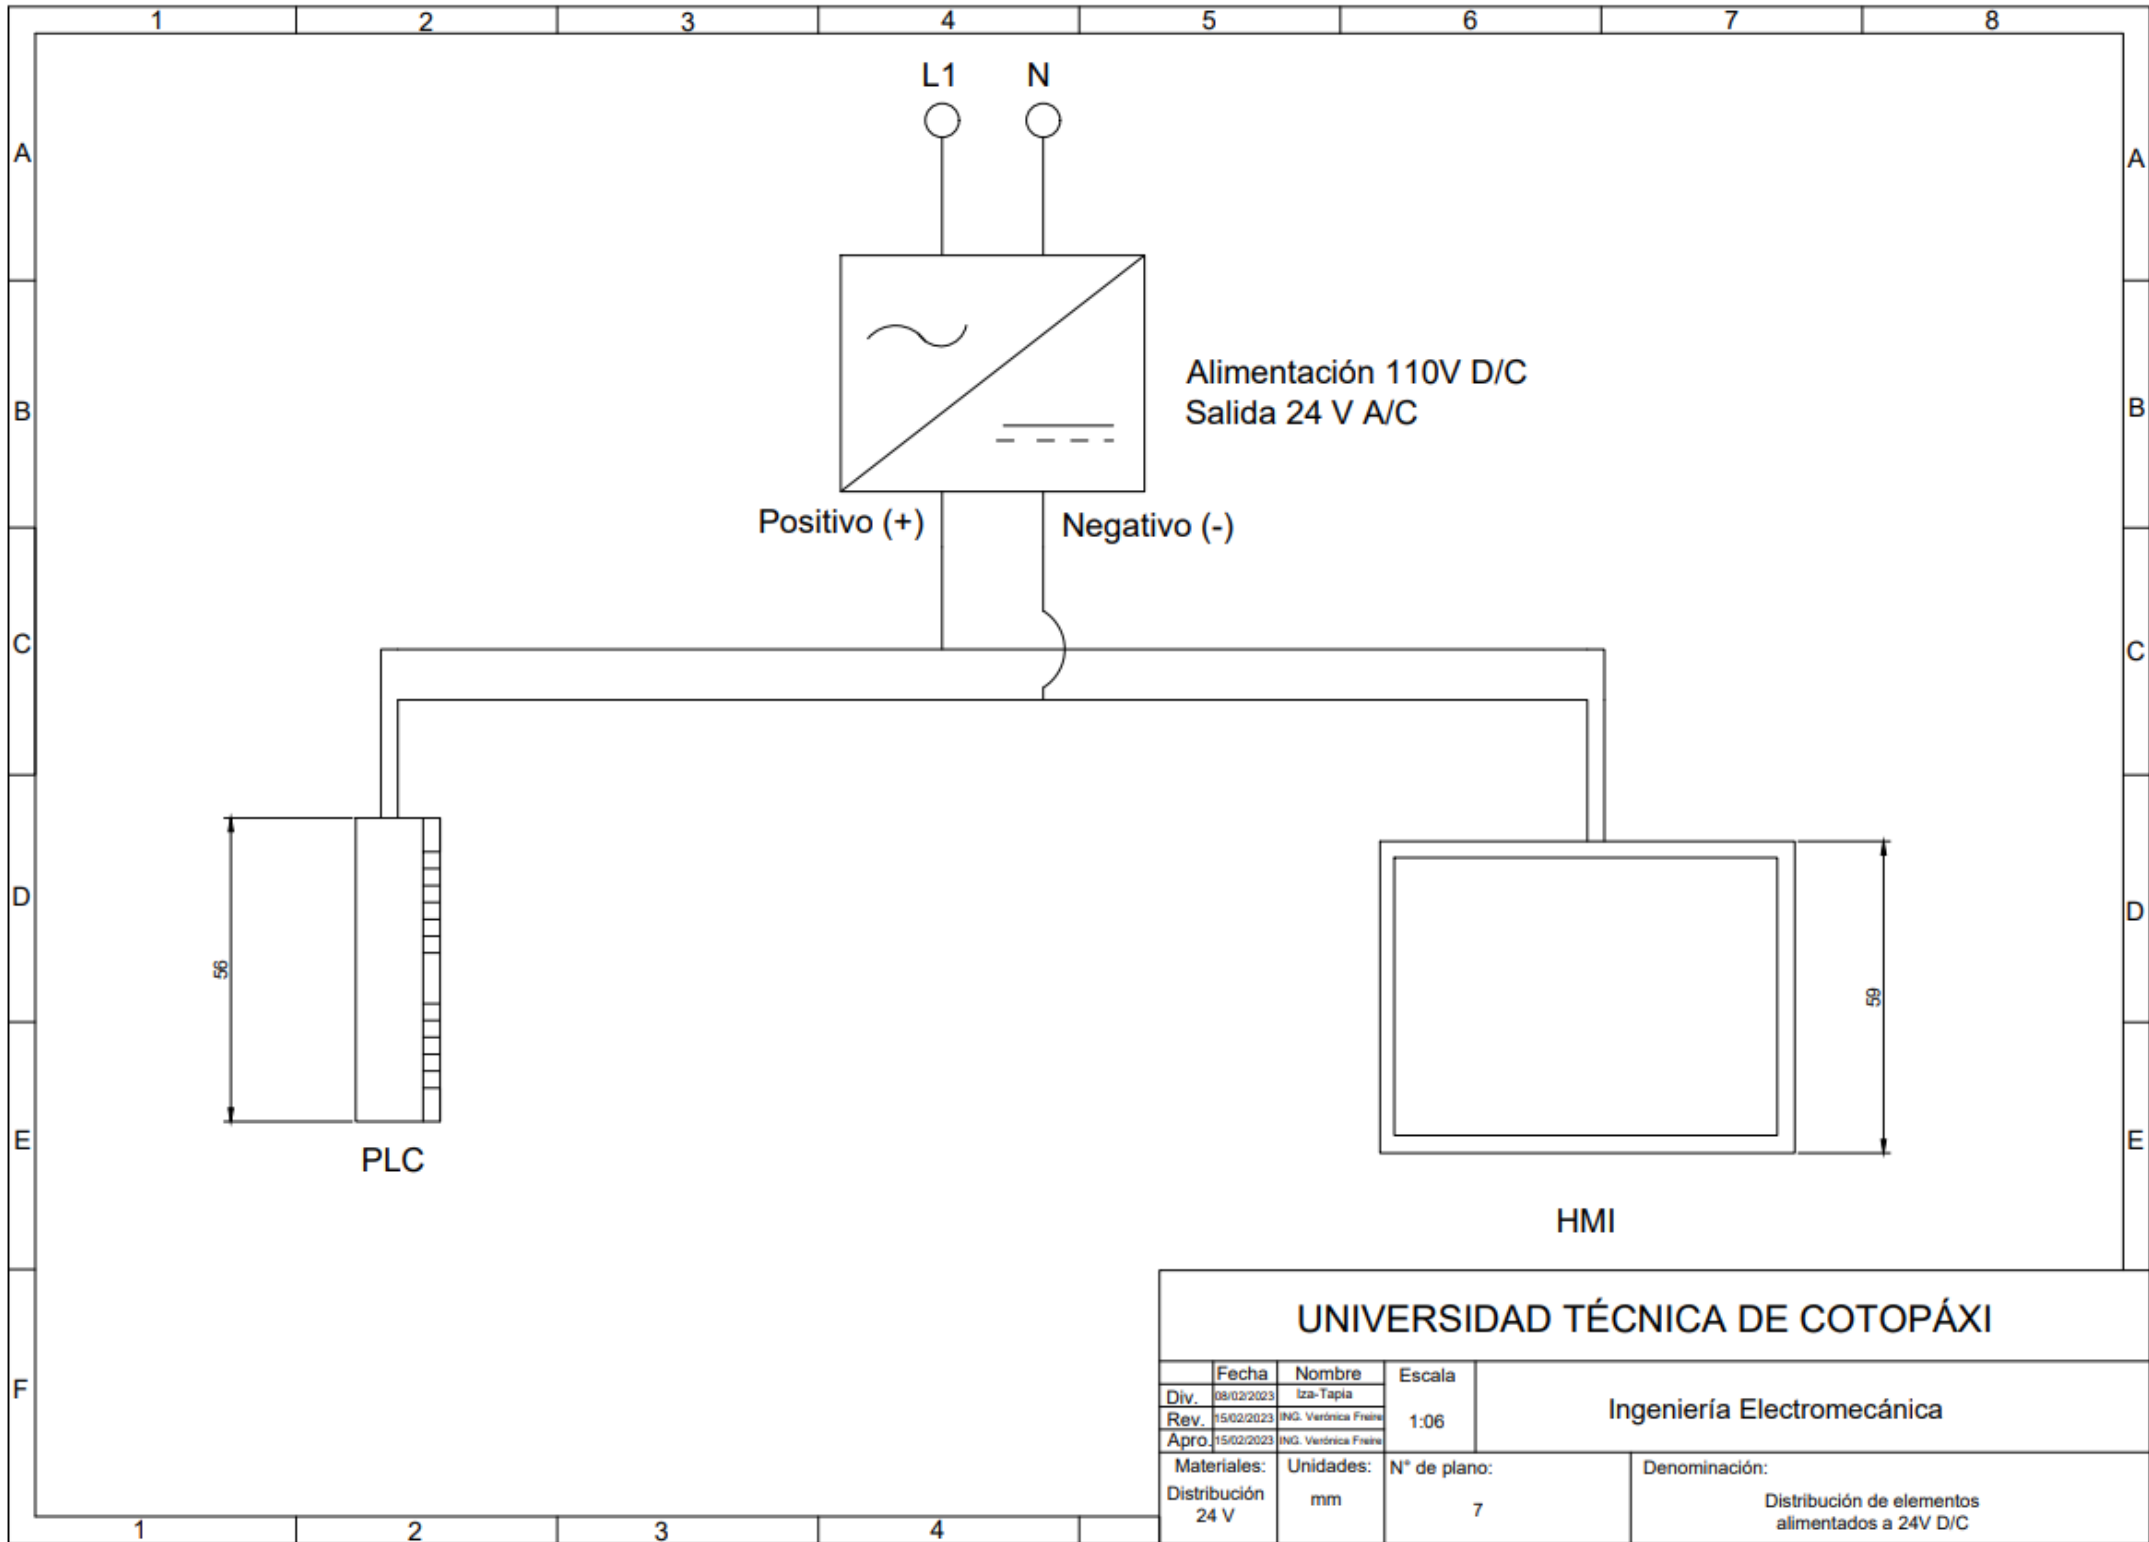 1 2 3 4 5 6 7 8
L1 N
A A
Alimentación 110V D/C
B B
Salida 24 V A/C
Positivo (+) Negativo (-)
C C
D D
56
59
E E
PLC
HMI
UNIVERSIDAD TÉCNICA DE COTOPÁXI
F
Fecha Nombre Escala
Div. 08/02/2023 Iza-Tapia
Rev. 15/02/2023 ING. Verónica Freire 1:06
Apro. 15/02/2023 ING. Verónica Freire
Ingeniería Electromecánica
Materiales: Unidades: N° de plano: Denominación:
Distribución
24 V
mm
7
Distribución de elementos
alimentados a 24V D/C
1 2 3 4